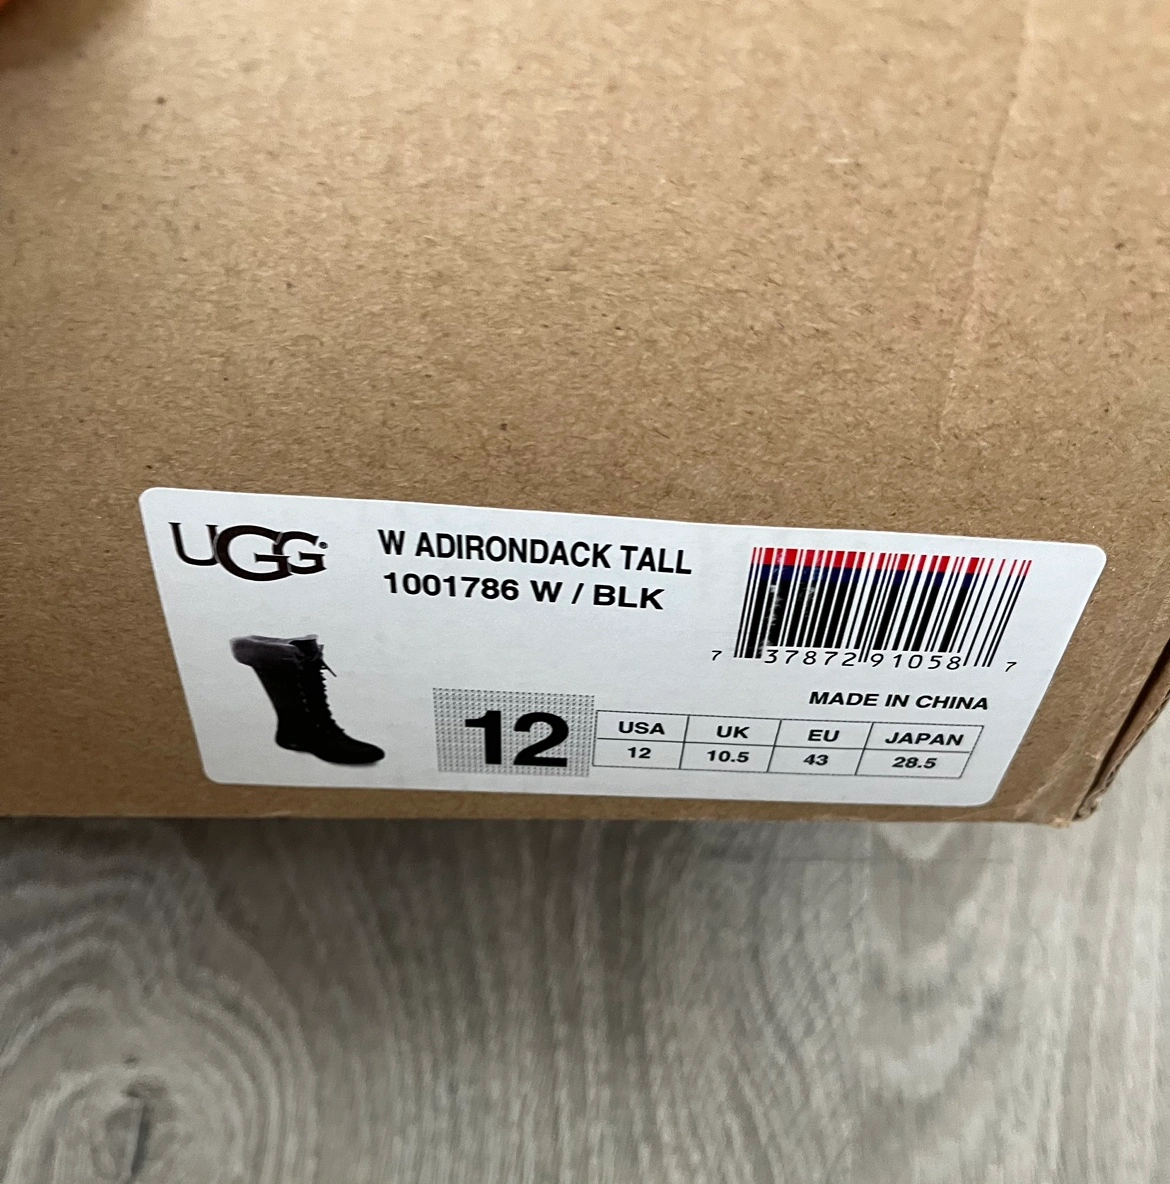 UGG®
W ADIRONDACK TALL
1001786 W / BLK
7 37872 91058 7
MADE IN CHINA
12
USA UK EU JAPAN
12 10.5 43 28.5